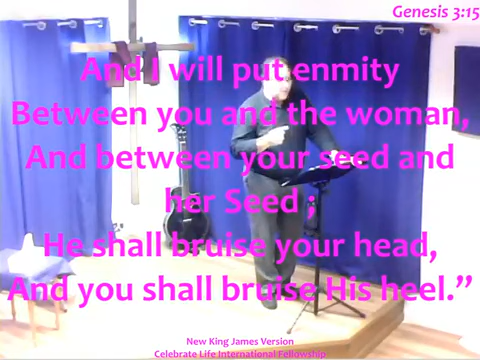 Genesis 3:15
And I will put enmity
Between you and the woman,
And between your seed and
her Seed ;
He shall bruise your head,
And you shall bruise His heel.”
New King James Version
Celebrate Life International Fellowship